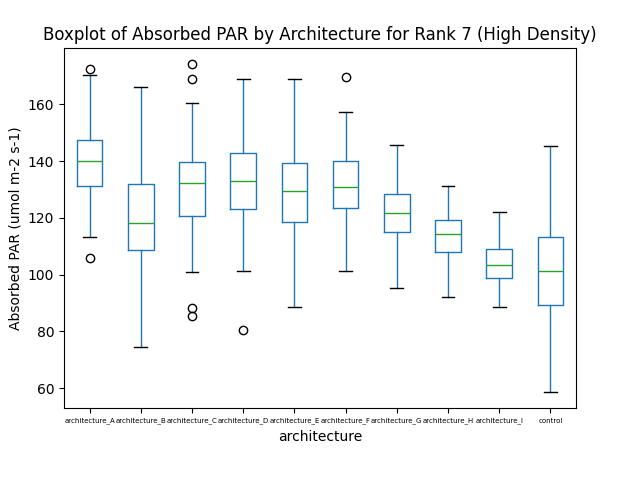 Boxplot of Absorbed PAR by Architecture for Rank 7 (High Density)
Absorbed PAR (umol m-2 s-1)
160
140
120
100
80
60
architecture_A architecture_B architecture_C architecture_D architecture_E architecture_F architecture_G architecture_H architecture_I control
architecture